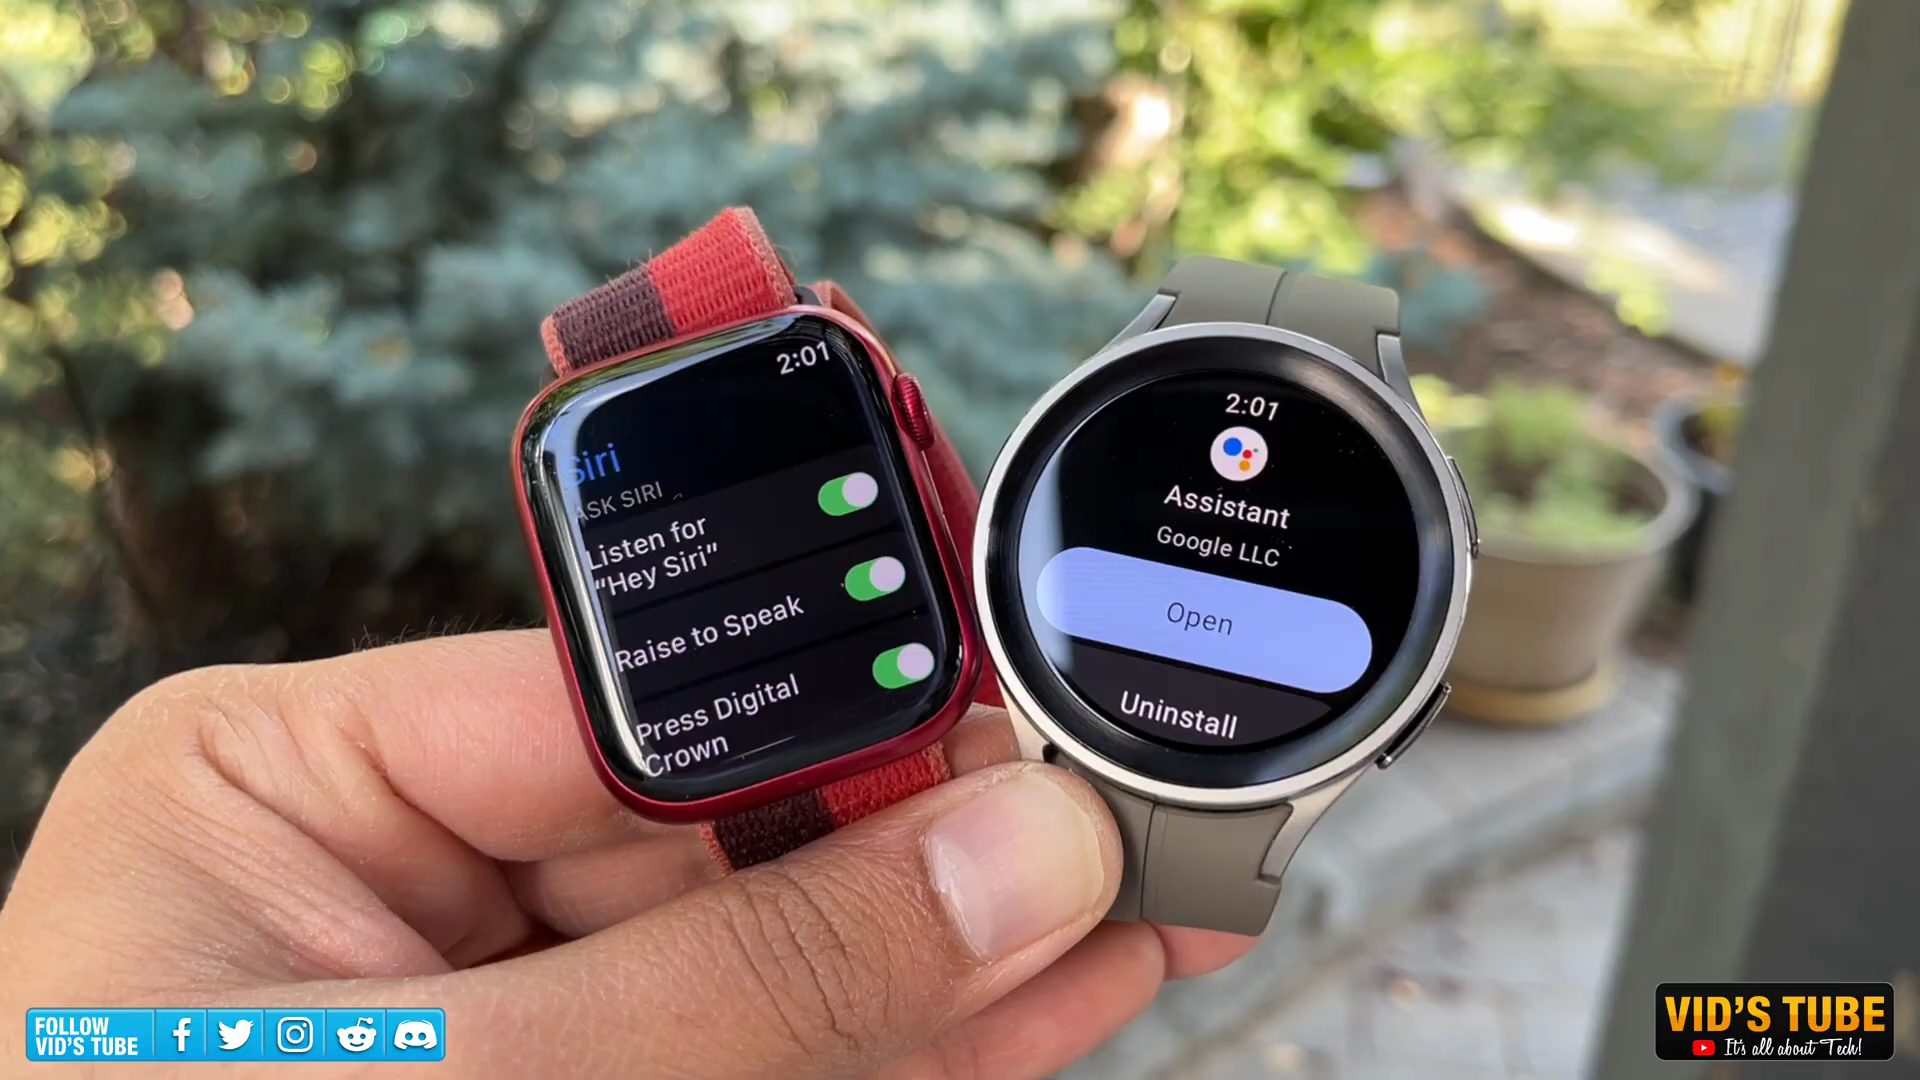 2:01
Siri
ASK SIRI
Listen for
"Hey Siri"
Raise to Speak
Press Digital
Crown
2:01
Assistant
Google LLC
Open
Uninstall
FOLLOW
VID'S TUBE
VID'S TUBE
It's all about Tech!